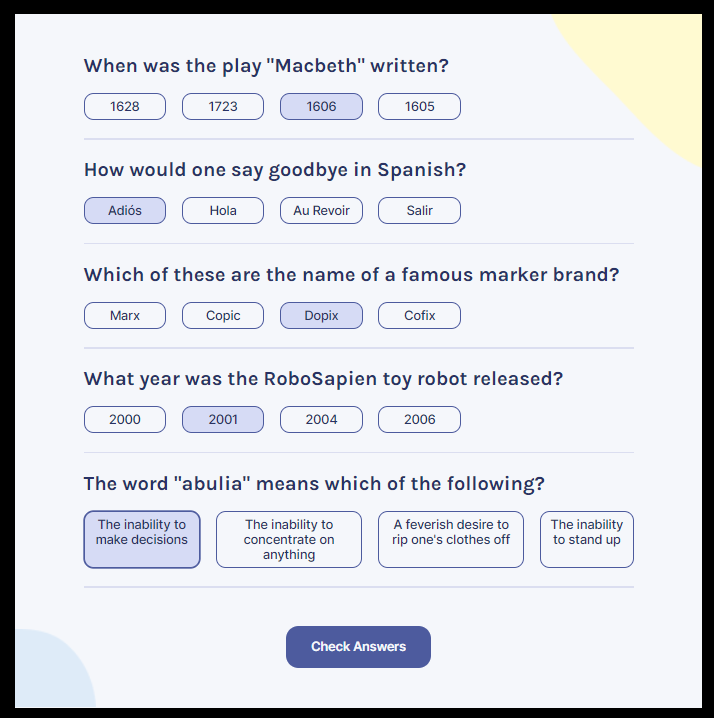 When was the play "Macbeth" written?
1628 1723 1606 1605
How would one say goodbye in Spanish?
Adiós Hola Au Revoir Salir
Which of these are the name of a famous marker brand?
Marx Copic Dopix Cofix
What year was the RoboSapien toy robot released?
2000 2001 2004 2006
The word "abulia" means which of the following?
The inability to
make decisions
The inability to
concentrate on
anything
A feverish desire to
rip one's clothes off
The inability
to stand up
Check Answers